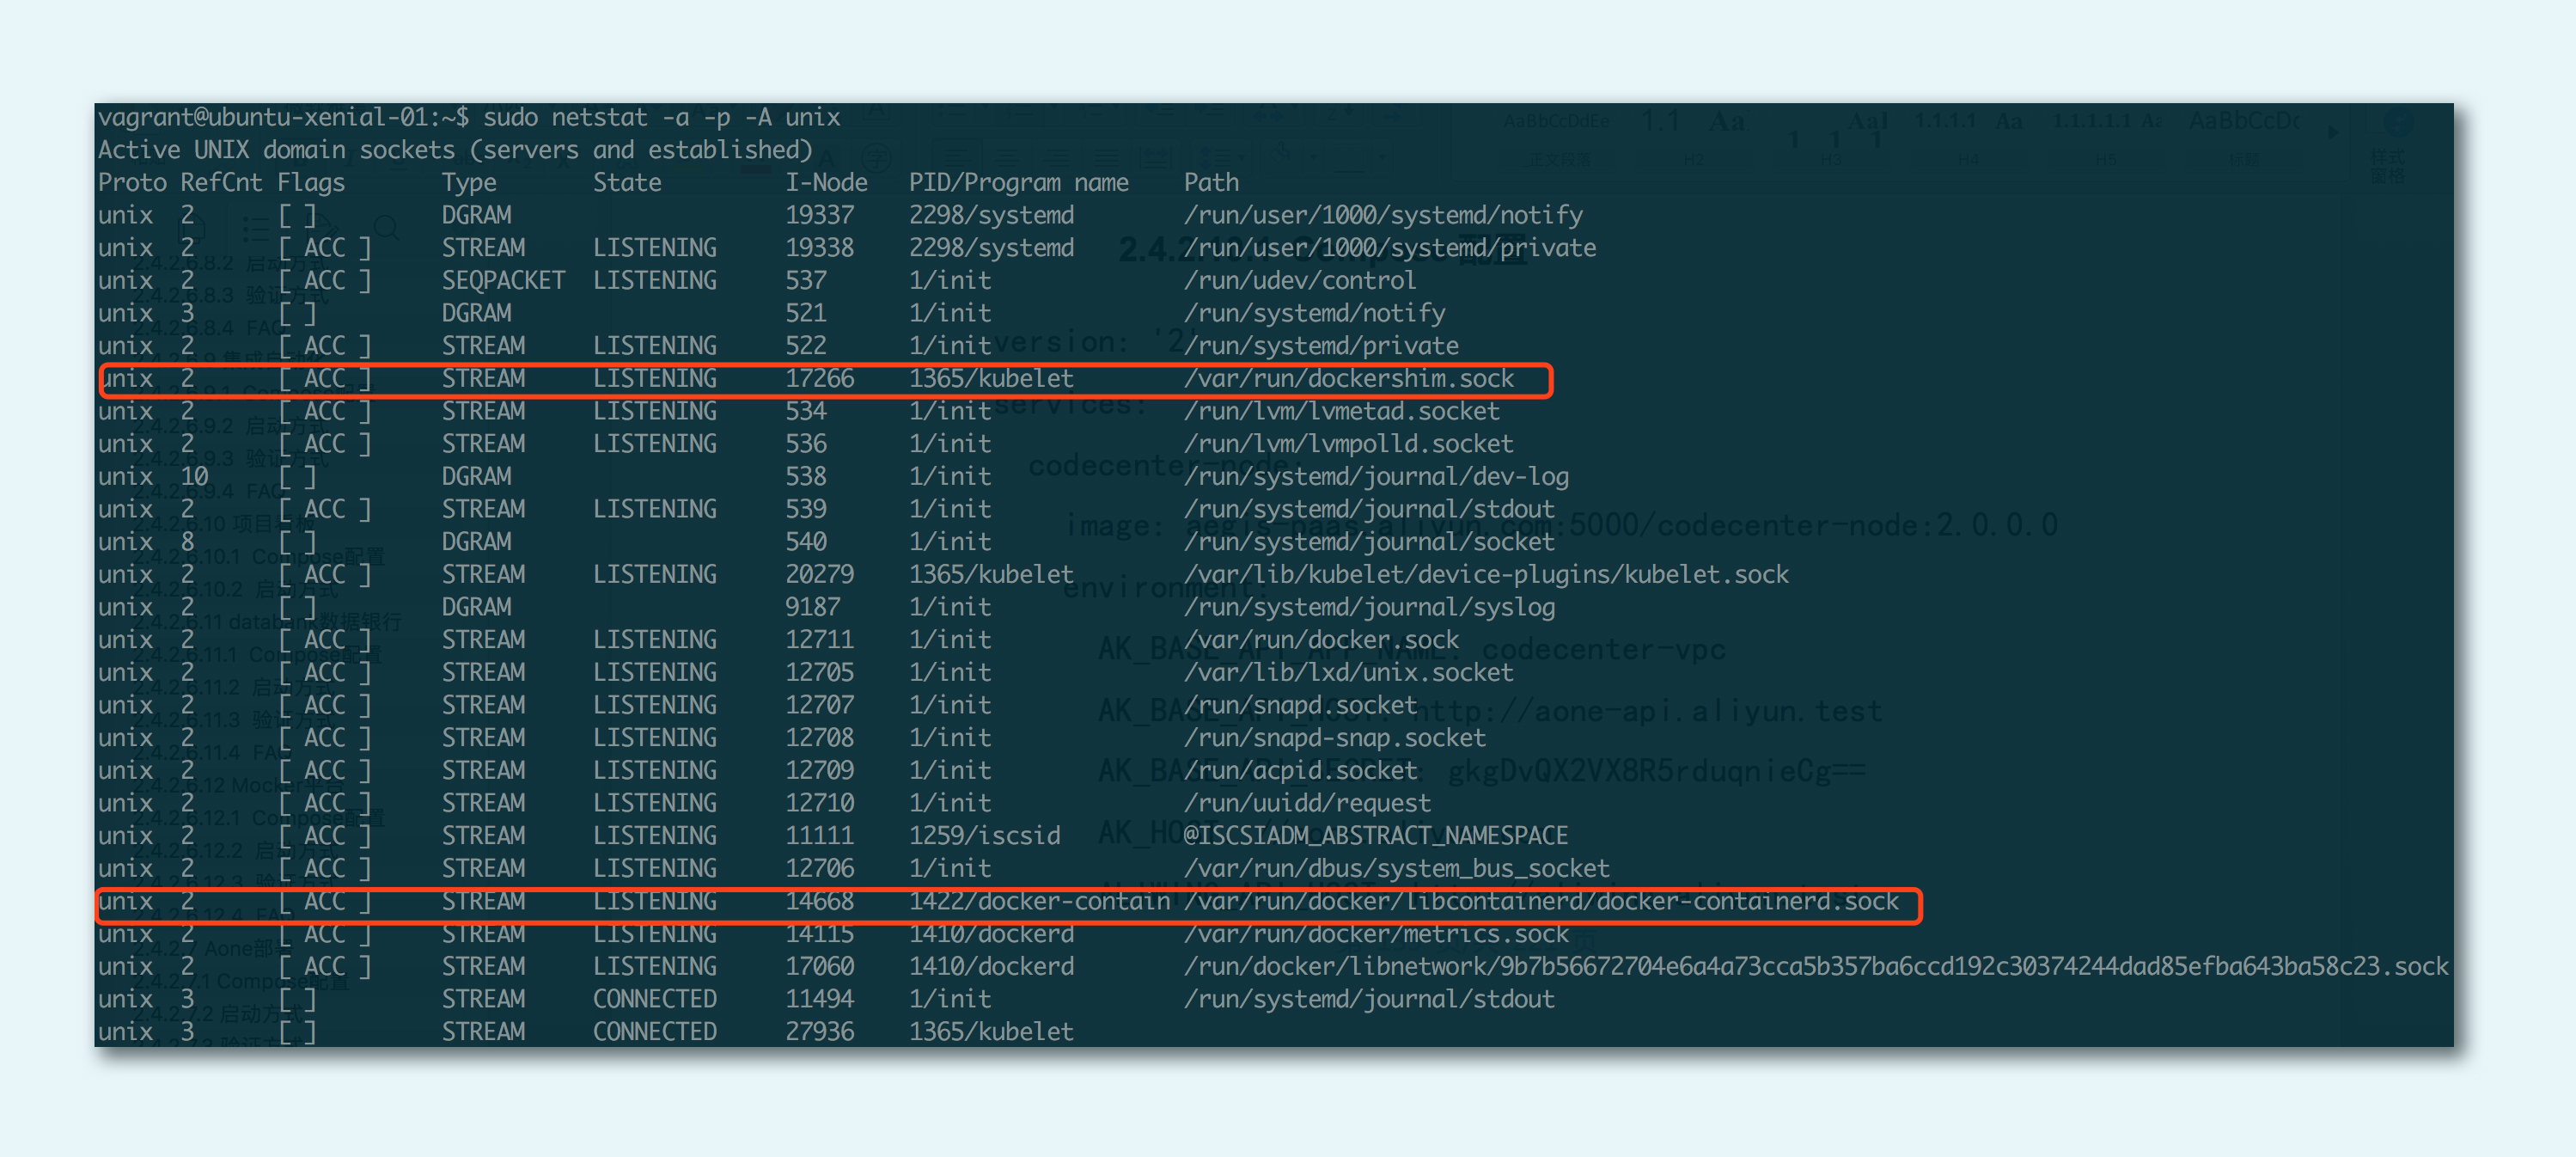 vagrant@ubuntu-xenial-01:~$ sudo netstat -a -p -A unix
Active UNIX domain sockets (servers and established)
Proto RefCnt Flags Type State I-Node PID/Program name Path
unix 2 [ ] DGRAM 19337 2298/systemd /run/user/1000/systemd/notify
unix 2 [ ACC ] STREAM LISTENING 19338 2298/systemd /run/user/1000/systemd/private
unix 2 [ ACC ] SEQPACKET LISTENING 537 1/init /run/udev/control
unix 3 [ ] DGRAM 521 1/init /run/systemd/notify
unix 2 [ ACC ] STREAM LISTENING 522 1/init /run/systemd/private
unix 2 [ ACC ] STREAM LISTENING 17266 1365/kubelet /var/run/dockershim.sock
unix 2 [ ACC ] STREAM LISTENING 534 1/init /run/lvm/lvmetad.socket
unix 2 [ ACC ] STREAM LISTENING 536 1/init /run/lvm/lvmpolld.socket
unix 10 [ ] DGRAM 538 1/init /run/systemd/journal/dev-log
unix 2 [ ACC ] STREAM LISTENING 539 1/init /run/systemd/journal/stdout
unix 8 [ ] DGRAM 540 1/init /run/systemd/journal/socket
unix 2 [ ACC ] STREAM LISTENING 20279 1365/kubelet /var/lib/kubelet/device-plugins/kubelet.sock
unix 2 [ ] DGRAM 9187 1/init /run/systemd/journal/syslog
unix 2 [ ACC ] STREAM LISTENING 12711 1/init /var/run/docker.sock
unix 2 [ ACC ] STREAM LISTENING 12705 1/init /var/lib/lxd/unix.socket
unix 2 [ ACC ] STREAM LISTENING 12707 1/init /run/snapd.socket
unix 2 [ ACC ] STREAM LISTENING 12708 1/init /run/snapd-snap.socket
unix 2 [ ACC ] STREAM LISTENING 12709 1/init /run/acpid.socket
unix 2 [ ACC ] STREAM LISTENING 12710 1/init /run/uuidd/request
unix 2 [ ACC ] STREAM LISTENING 11111 1259/iscsid @ISCSIADM_ABSTRACT_NAMESPACE
unix 2 [ ACC ] STREAM LISTENING 12706 1/init /var/run/dbus/system_bus_socket
unix 2 [ ACC ] STREAM LISTENING 14668 1422/docker-contain /var/run/docker/libcontainerd/docker-containerd.sock
unix 2 [ ACC ] STREAM LISTENING 14115 1410/dockerd /var/run/docker/metrics.sock
unix 2 [ ACC ] STREAM LISTENING 17060 1410/dockerd /run/docker/libnetwork/9b7b56672704e6a4a73cca5b357ba6ccd192c30374244dad85efba643ba58c23.sock
unix 3 [ ] STREAM CONNECTED 11494 1/init /run/systemd/journal/stdout
unix 3 [ ] STREAM CONNECTED 27936 1365/kubelet